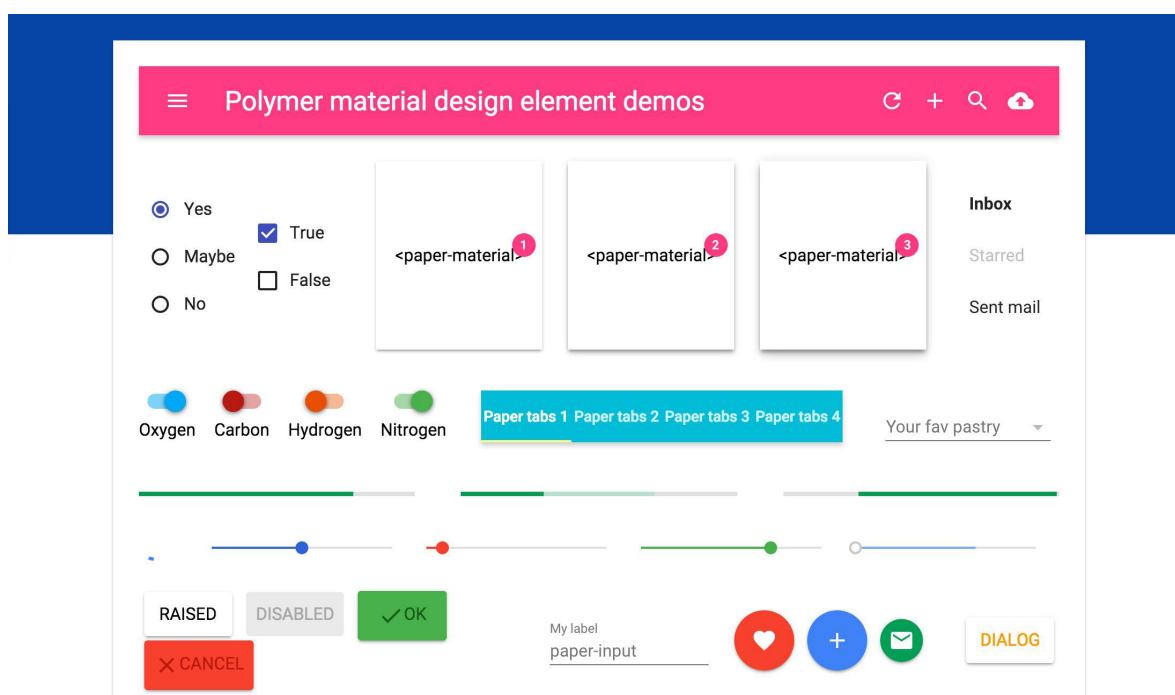 Polymer material design element demos
Yes
Maybe
No
True
False
<paper-material>
1
<paper-material>
2
<paper-material>
3
Inbox
Starred
Sent mail
Oxygen
Carbon
Hydrogen
Nitrogen
Paper tabs 1 Paper tabs 2 Paper tabs 3 Paper tabs 4
Your fav pastry
RAISED
DISABLED
OK
CANCEL
My label
paper-input
DIALOG